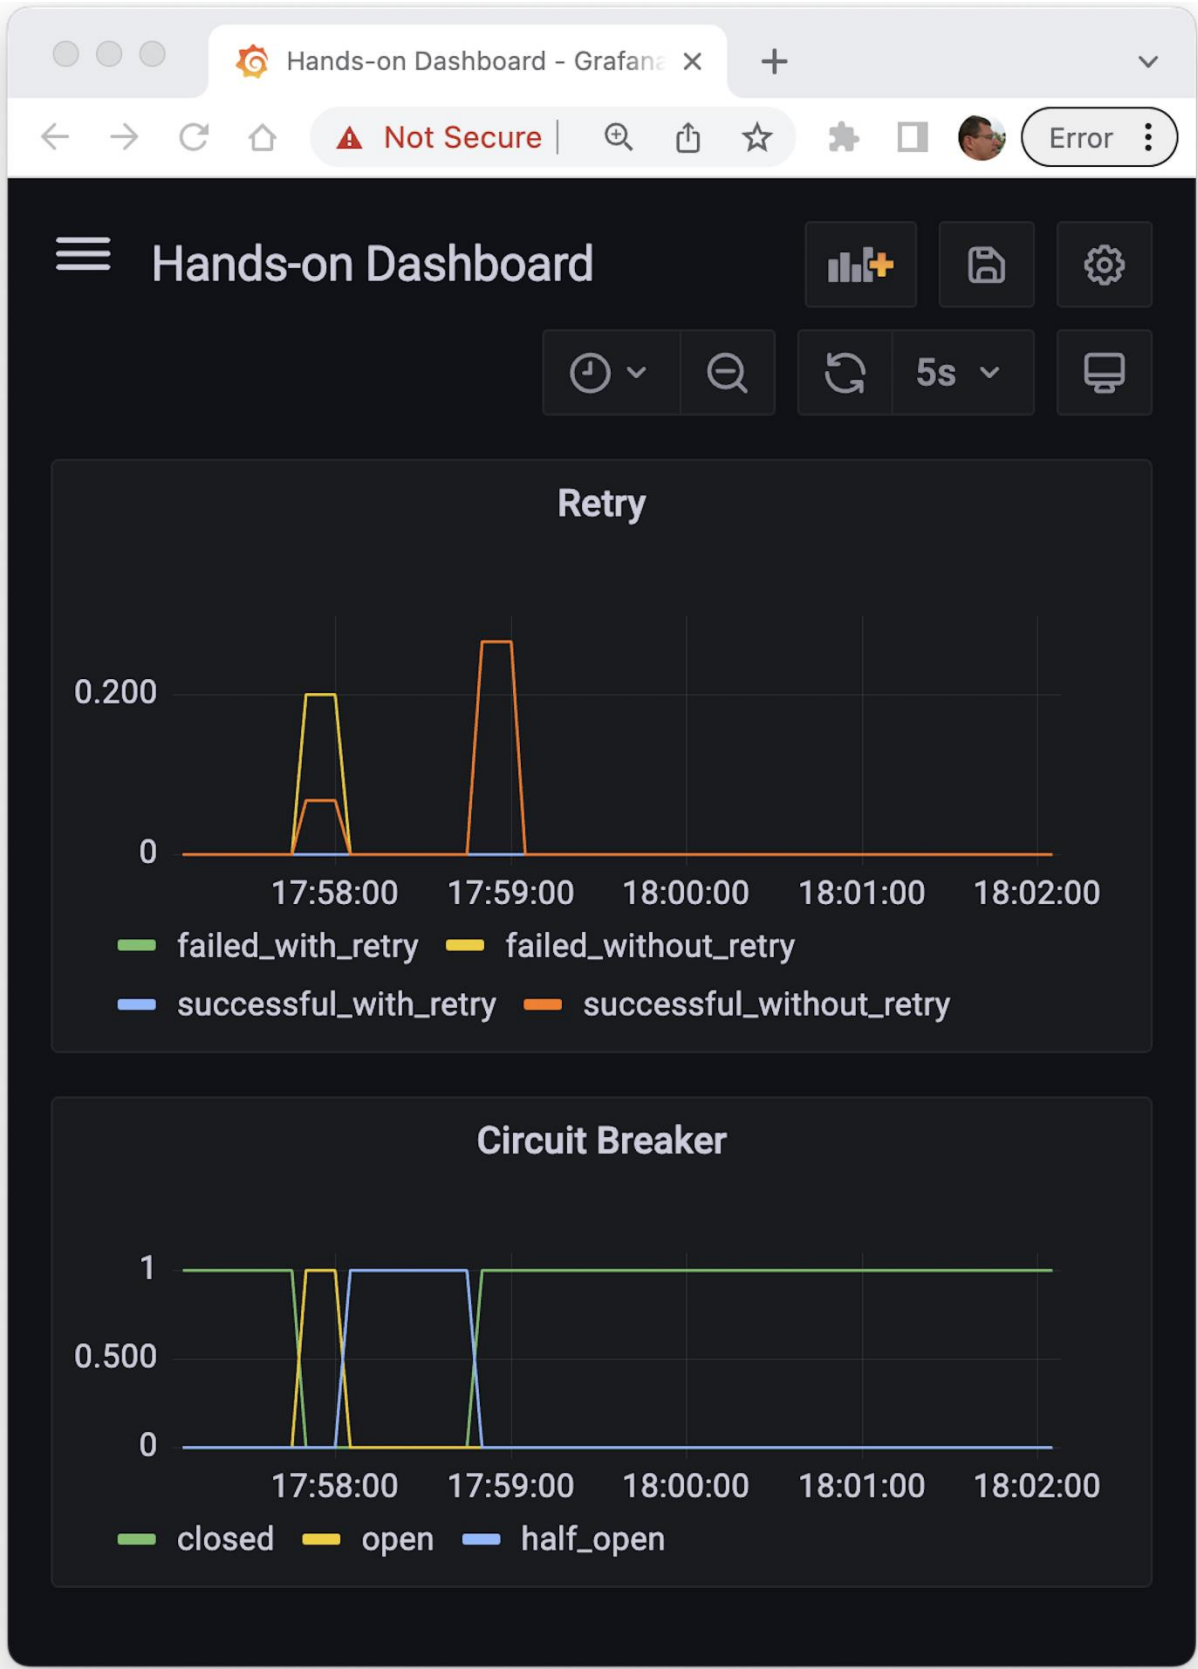 Hands-on Dashboard - Grafana
Not Secure
Error
Hands-on Dashboard
5s
Retry
0.200
0
17:58:00 17:59:00 18:00:00 18:01:00 18:02:00
failed_with_retry failed_without_retry
successful_with_retry successful_without_retry
Circuit Breaker
1
0.500
0
17:58:00 17:59:00 18:00:00 18:01:00 18:02:00
closed open half_open